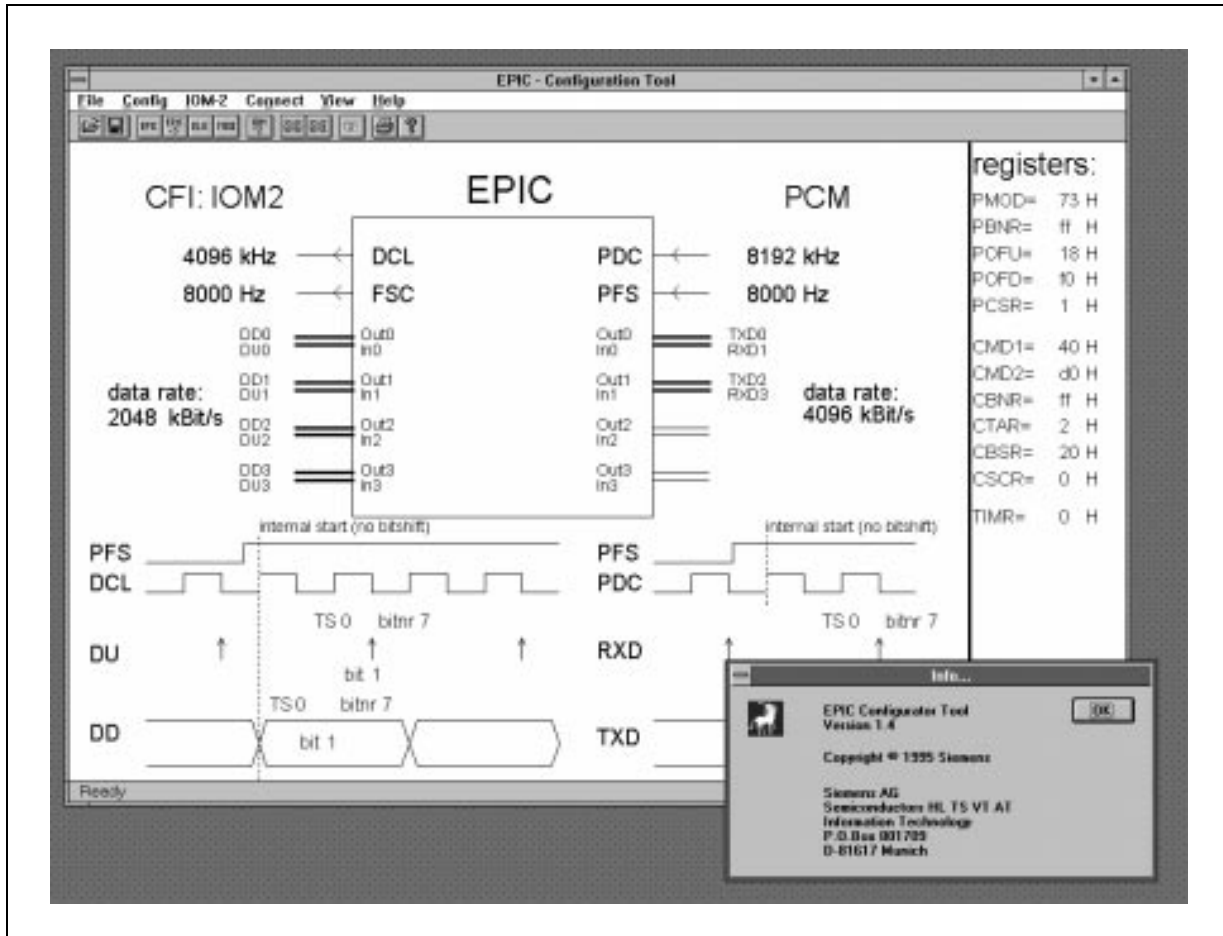 EPIC - Configuration Tool
File Config IOM-2 Connect View Help
CFI: IOM2
EPIC
PCM
4096 kHz
DCL
PDC
8192 kHz
8000 Hz
FSC
PFS
8000 Hz
DD0
DU0
Out0
In0
Out0
In0
TXD0
RXD1
data rate:
2048 kBit/s
DD1
DU1
Out1
In1
Out1
In1
TXD2
RXD3
data rate:
4096 kBit/s
DD2
DU2
Out2
In2
Out2
In2
DD3
DU3
Out3
In3
Out3
In3
registers:
PMOD= 73 H
PBNR= ff H
POFU= 18 H
POFD= f0 H
PCSR= 1 H
CMD1= 40 H
CMD2= d0 H
CBNR= ff H
CTAR= 2 H
CBSR= 20 H
CSCR= 0 H
TIMR= 0 H
internal start (no bitshift)
PFS
DCL
TS 0 bitnr 7
DU
bit 1
TS 0 bitnr 7
DD
bit 1
internal start (no bitshift)
PFS
PDC
TS 0 bitnr 7
RXD
TXD
Ready
Info...
EPIC Configurator Tool
Version 1.4
OK
Copyright © 1995 Siemens
Siemens AG
Semiconductors HL TS VT AT
Information Technology
P.O.Box 801709
D-81617 Munich